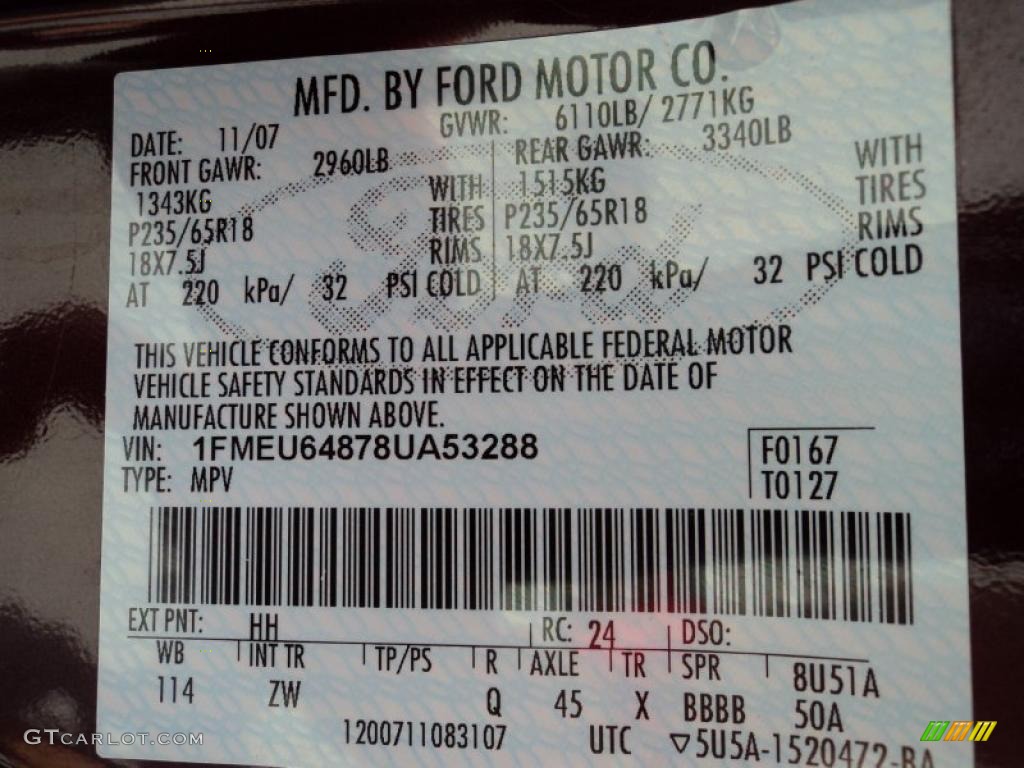 MFD. BY FORD MOTOR CO.
DATE: 11/07 GVWR: 6110LB/ 2771KG
FRONT GAWR: 2960LB REAR GAWR: 3340LB
1343KG WITH 1515KG WITH
P235/65R18 TIRES P235/65R18 TIRES
18X7.5J RIMS 18X7.5J RIMS
AT 220 kPa/ 32 PSI COLD AT 220 kPa/ 32 PSI COLD
Ford
THIS VEHICLE CONFORMS TO ALL APPLICABLE FEDERAL MOTOR
VEHICLE SAFETY STANDARDS IN EFFECT ON THE DATE OF
MANUFACTURE SHOWN ABOVE.
VIN: 1FMEU64878UA53288 F0167
TYPE: MPV T0127
EXT PNT: HH RC: 24 DSO:
WB INT TR TP/PS R AXLE TR SPR 8U51A
114 ZW Q 45 X BBBB 50A
1200711083107 UTC ▽5U5A-1520472-BA
GTCARLOT.COM